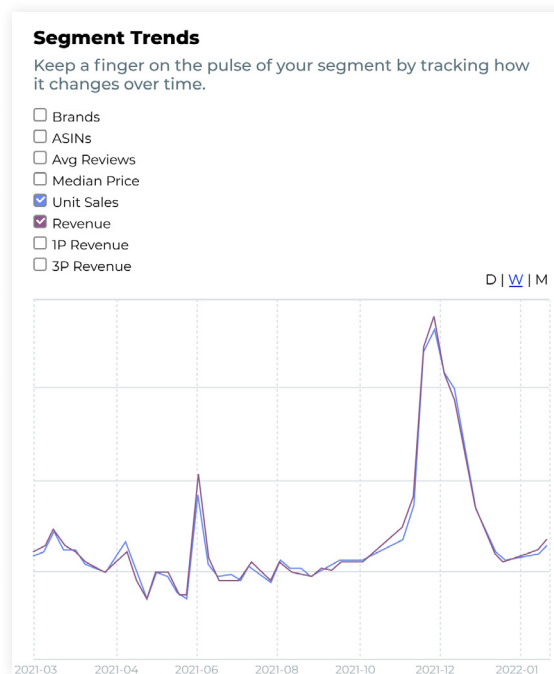 Segment Trends
Keep a finger on the pulse of your segment by tracking how
it changes over time.
Brands
ASINs
Avg Reviews
Median Price
Unit Sales
Revenue
1P Revenue
3P Revenue
D | W | M
2021-03 2021-04 2021-06 2021-08 2021-10 2021-12 2022-01